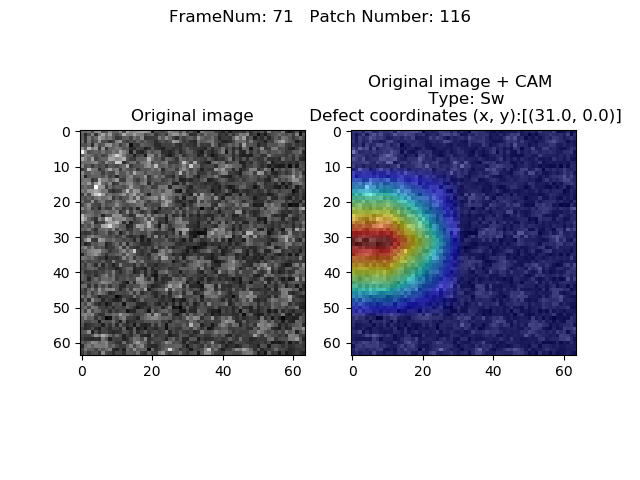 FrameNum: 71   Patch Number: 116
Original image
Original image + CAM
Type: Sw
Defect coordinates (x, y):[(31.0, 0.0)]
0
10
20
30
40
50
60
0 20 40 60
0
10
20
30
40
50
60
0 20 40 60